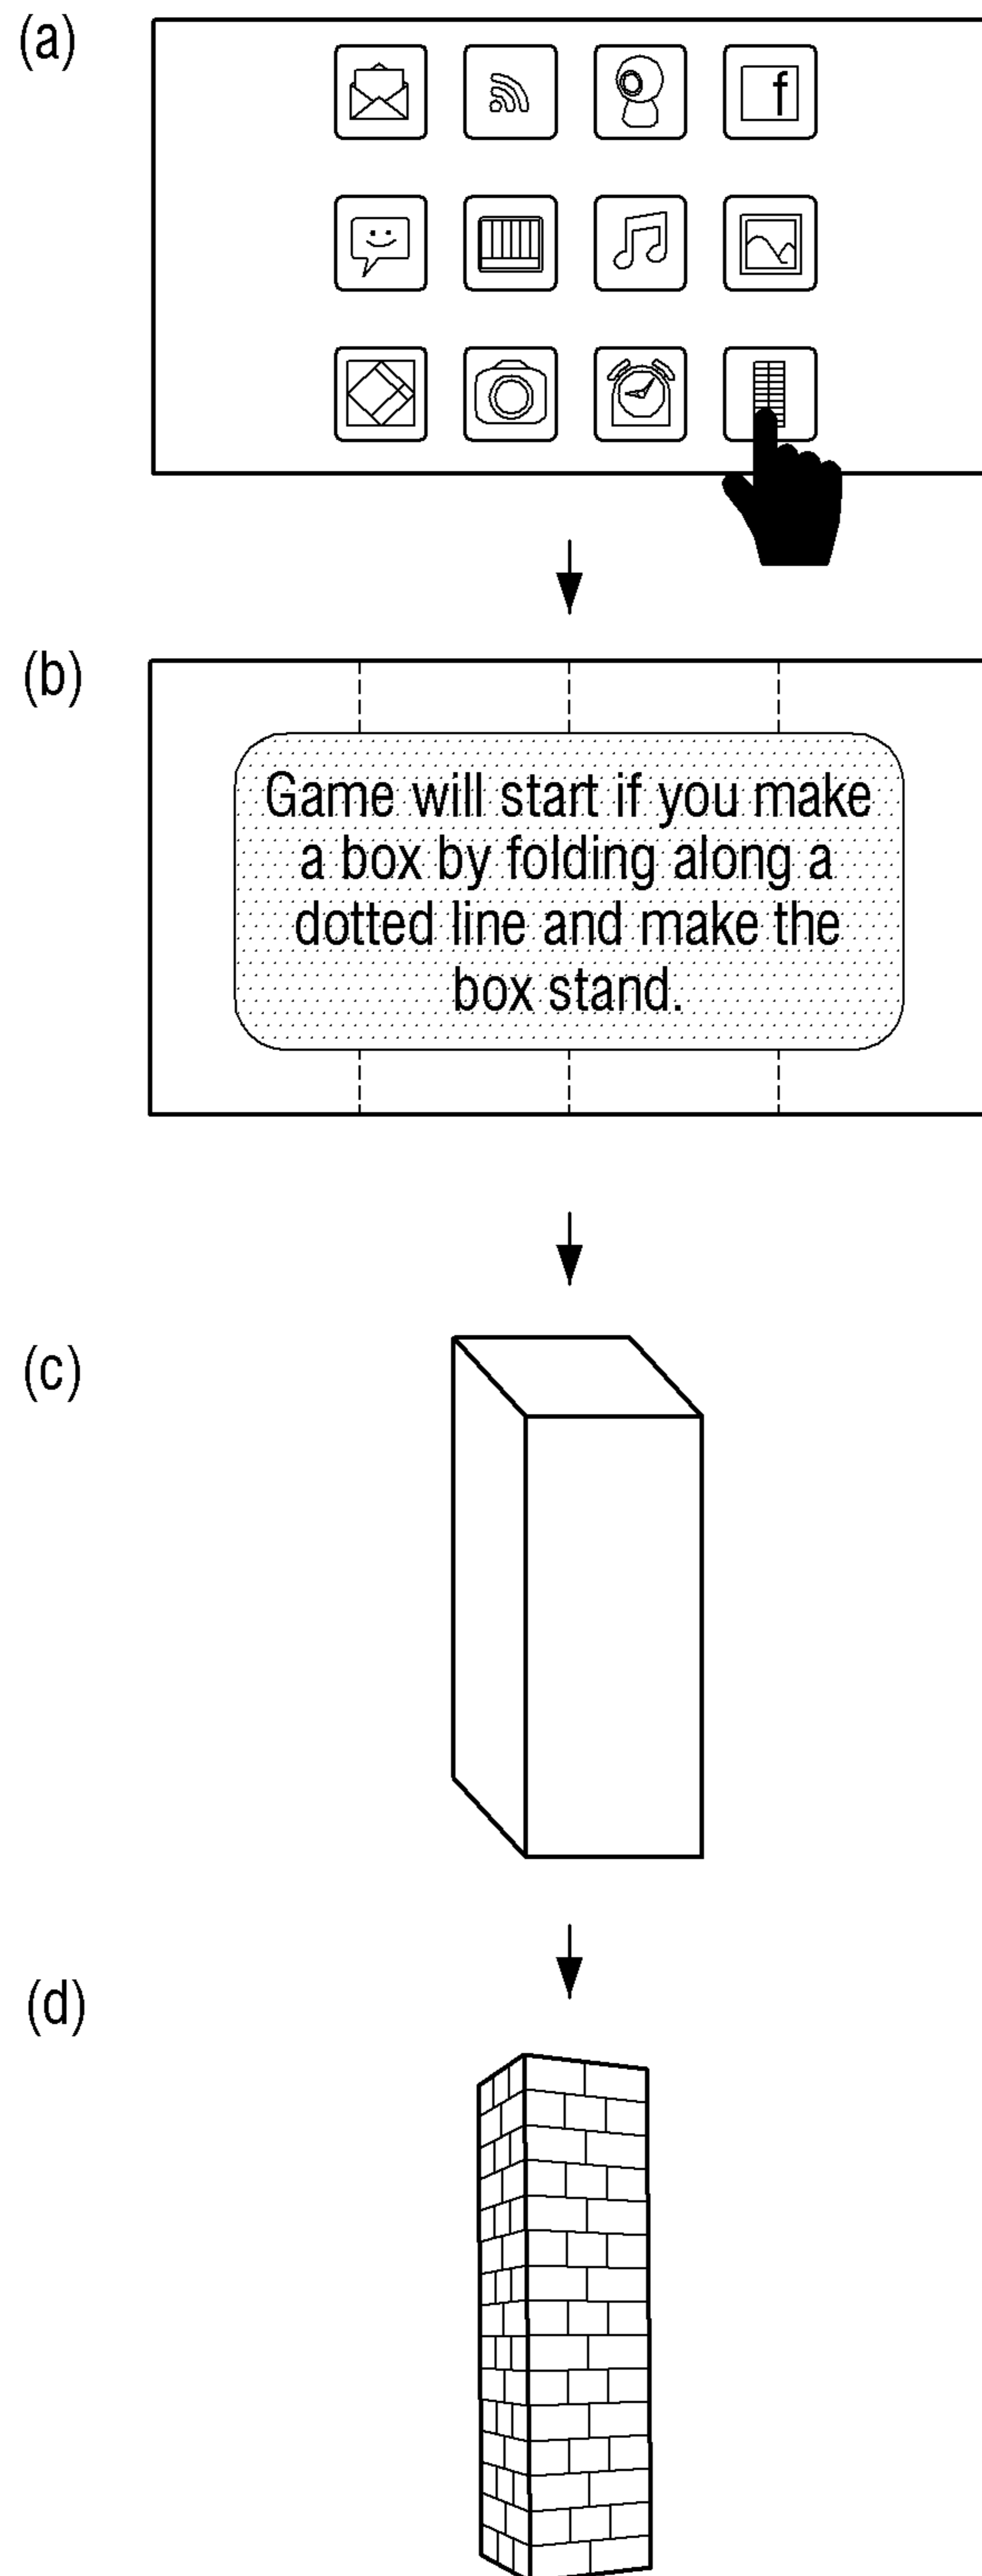 (a)
f
(b)
Game will start if you make
a box by folding along a
dotted line and make the
box stand.
(c)
(d)